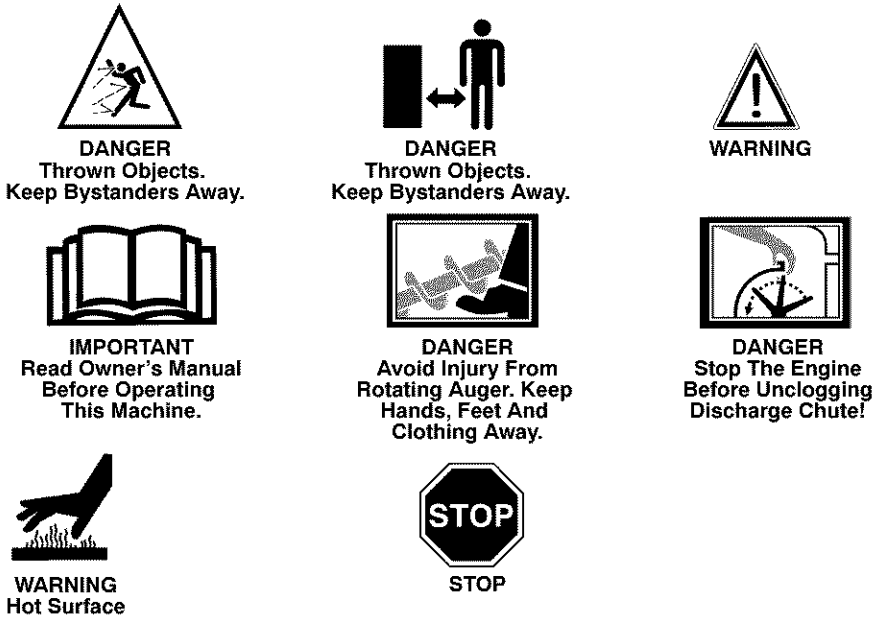 DANGER
Thrown Objects.
Keep Bystanders Away.
DANGER
Thrown Objects.
Keep Bystanders Away.
!
WARNING
IMPORTANT
Read Owner's Manual
Before Operating
This Machine.
DANGER
Avoid Injury From
Rotating Auger. Keep
Hands, Feet And
Clothing Away.
DANGER
Stop The Engine
Before Unclogging
Discharge Chute!
WARNING
Hot Surface
STOP
STOP